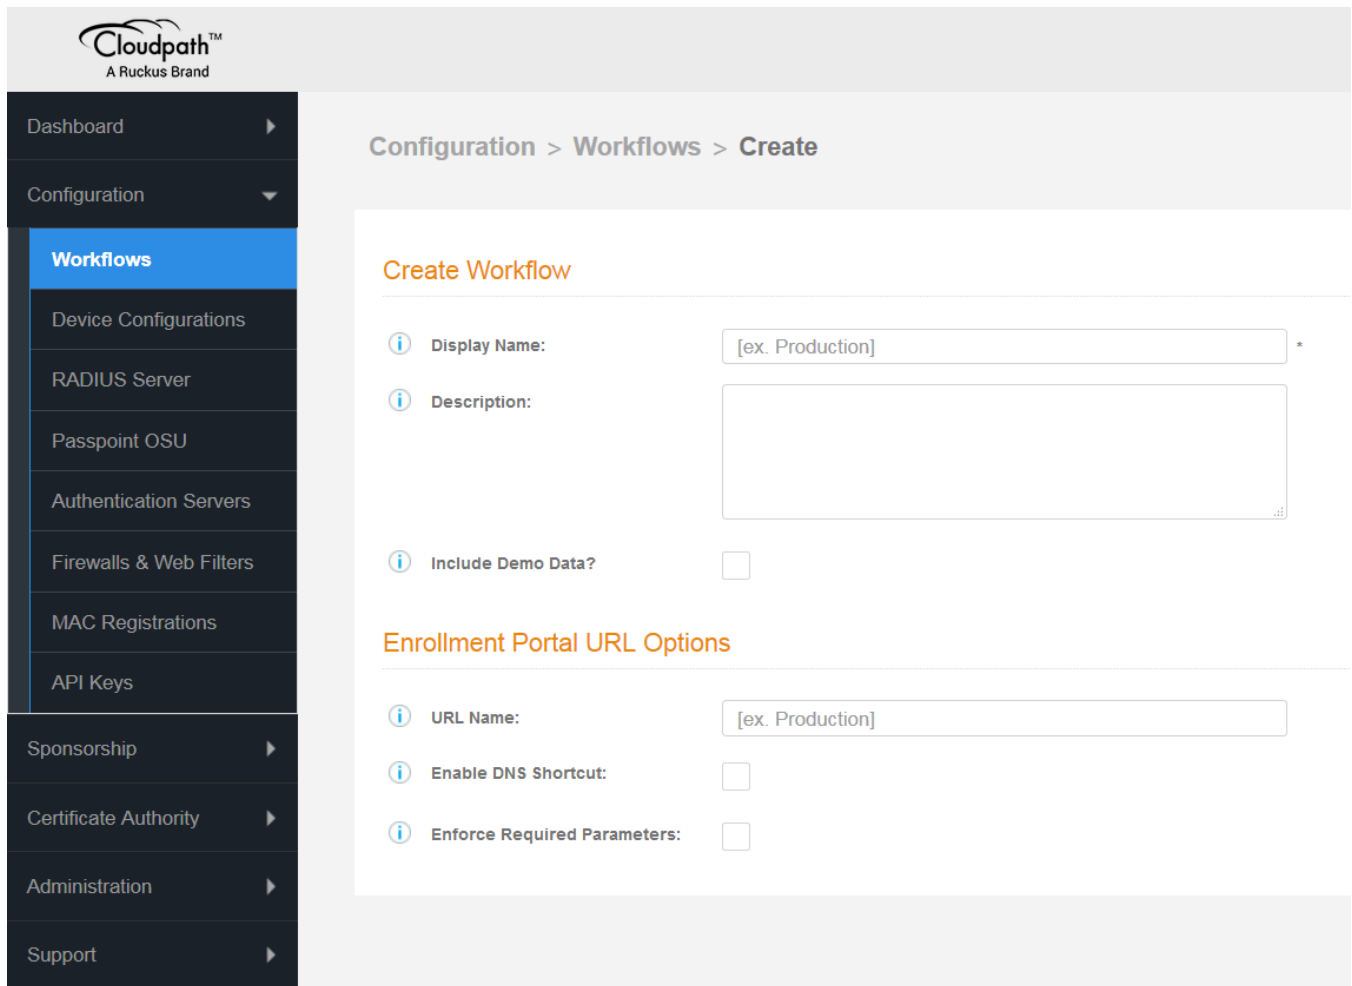 Cloudpath™
A Ruckus Brand
Dashboard
Configuration
Workflows
Device Configurations
RADIUS Server
Passpoint OSU
Authentication Servers
Firewalls & Web Filters
MAC Registrations
API Keys
Sponsorship
Certificate Authority
Administration
Support
Configuration > Workflows > Create
Create Workflow
Display Name: [ex. Production] *
Description:
Include Demo Data?
Enrollment Portal URL Options
URL Name: [ex. Production]
Enable DNS Shortcut:
Enforce Required Parameters: